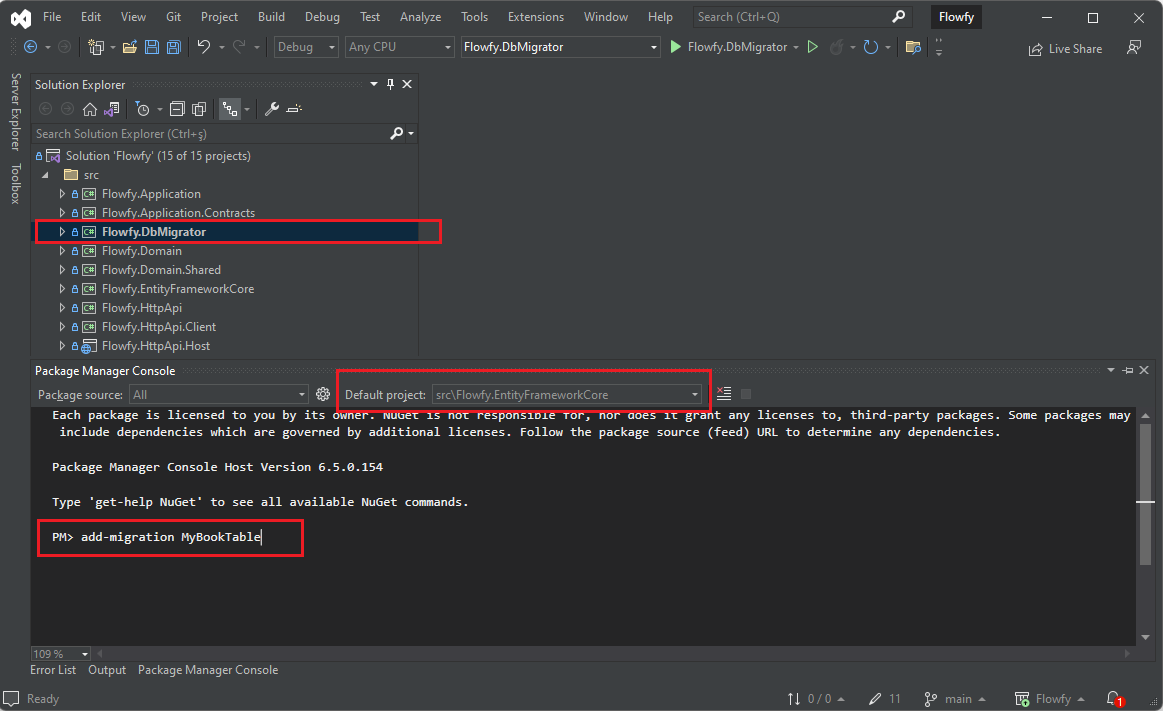 File Edit View Git Project Build Debug Test Analyze Tools Extensions Window Help Search (Ctrl+Q) Flowfy
Debug Any CPU Flowfy.DbMigrator Flowfy.DbMigrator Live Share
Server Explorer
Toolbox
Solution Explorer
Search Solution Explorer (Ctrl+ş)
Solution 'Flowfy' (15 of 15 projects)
src
Flowfy.Application
Flowfy.Application.Contracts
Flowfy.DbMigrator
Flowfy.Domain
Flowfy.Domain.Shared
Flowfy.EntityFrameworkCore
Flowfy.HttpApi
Flowfy.HttpApi.Client
Flowfy.HttpApi.Host
Package Manager Console
Package source: All Default project: src\Flowfy.EntityFrameworkCore
Each package is licensed to you by its owner. NuGet is not responsible for, nor does it grant any licenses to, third-party packages. Some packages may
include dependencies which are governed by additional licenses. Follow the package source (feed) URL to determine any dependencies.
Package Manager Console Host Version 6.5.0.154
Type 'get-help NuGet' to see all available NuGet commands.
PM> add-migration MyBookTable
109 %
Error List Output Package Manager Console
Ready 0 / 0 11 main Flowfy 1